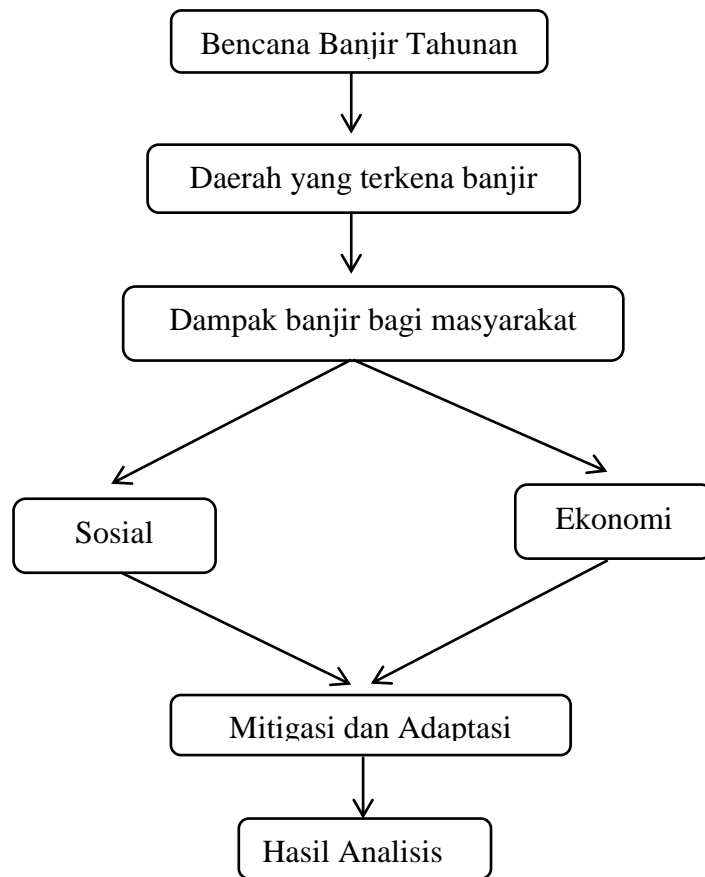 Bencana Banjir Tahunan
Daerah yang terkena banjir
Dampak banjir bagi masyarakat
Sosial
Ekonomi
Mitigasi dan Adaptasi
Hasil Analisis